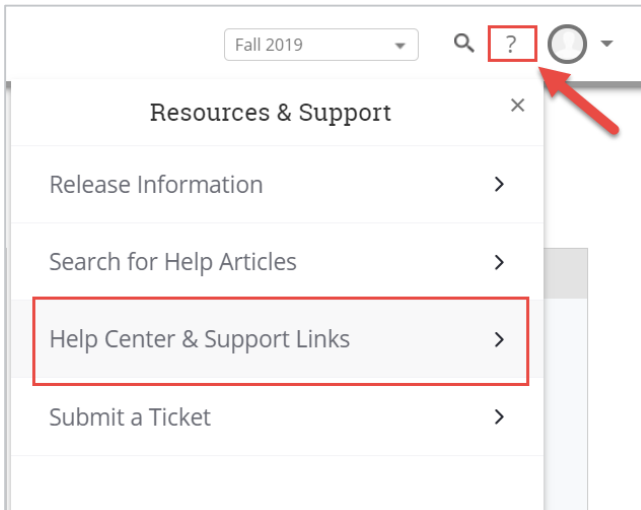 Fall 2019
?
Resources & Support
×
Release Information
Search for Help Articles
Help Center & Support Links
Submit a Ticket